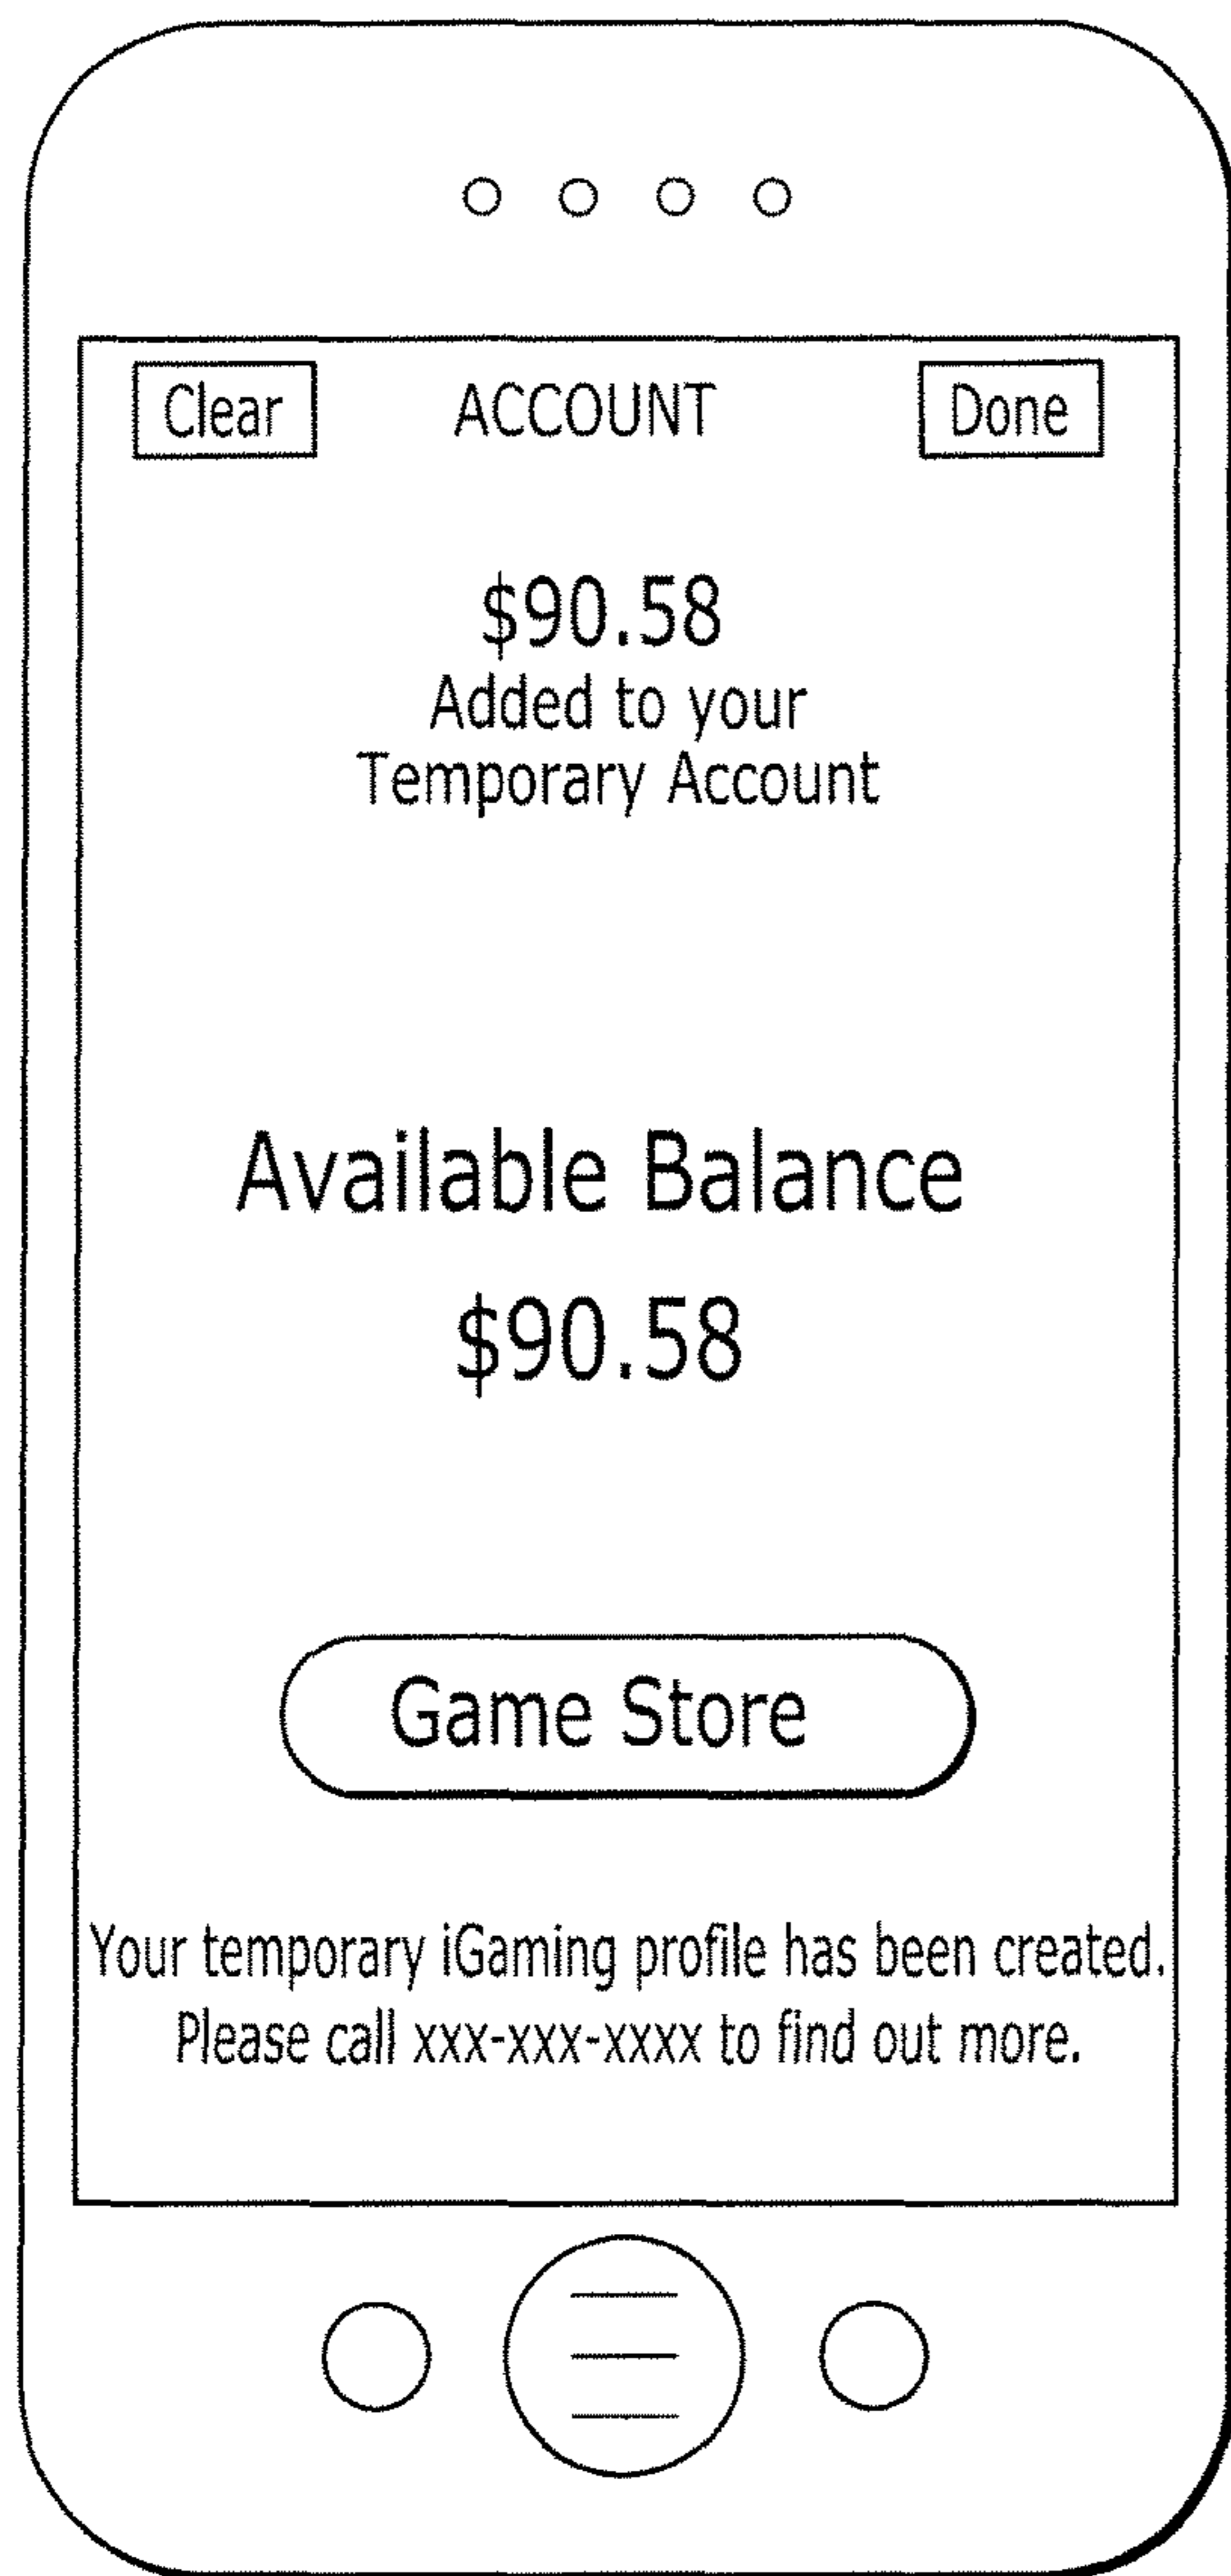 Clear ACCOUNT Done
$90.58
Added to your
Temporary Account
Available Balance
$90.58
Game Store
Your temporary iGaming profile has been created.
Please call xxx-xxx-xxxx to find out more.